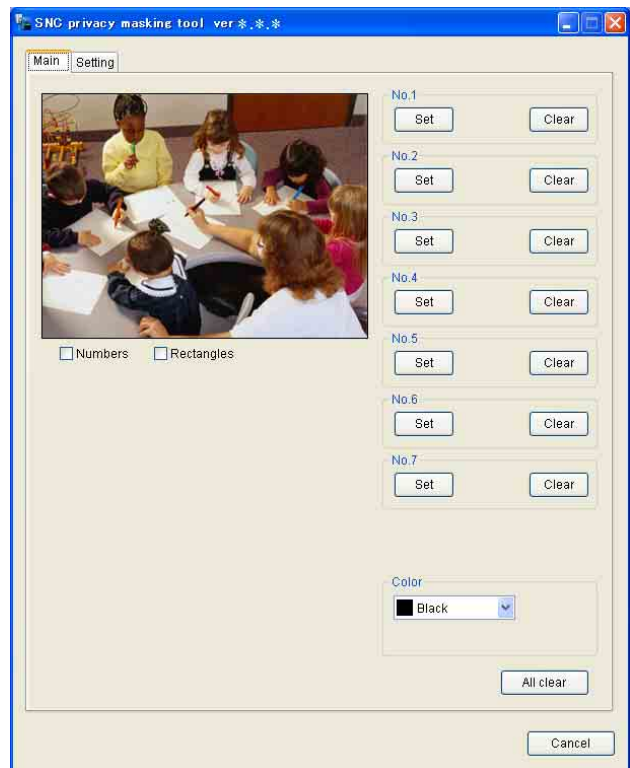 SNC privacy masking tool ver *.*.*
Main Setting
No.1
Set Clear
No.2
Set Clear
No.3
Set Clear
No.4
Set Clear
No.5
Set Clear
No.6
Set Clear
No.7
Set Clear
Numbers Rectangles
Color
Black
All clear
Cancel